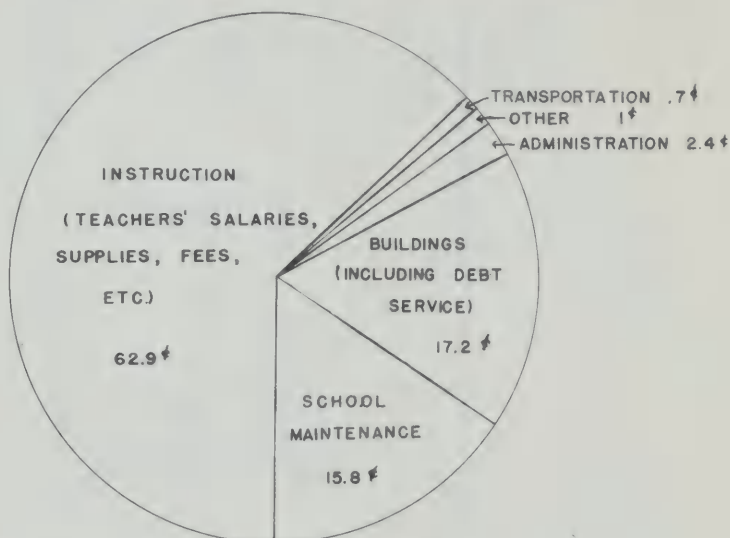 TRANSPORTATION .7¢
OTHER 1¢
ADMINISTRATION 2.4¢
INSTRUCTION
(TEACHERS' SALARIES,
SUPPLIES, FEES,
ETC.)
62.9¢
BUILDINGS
(INCLUDING DEBT
SERVICE)
17.2¢
SCHOOL
MAINTENANCE
15.8¢